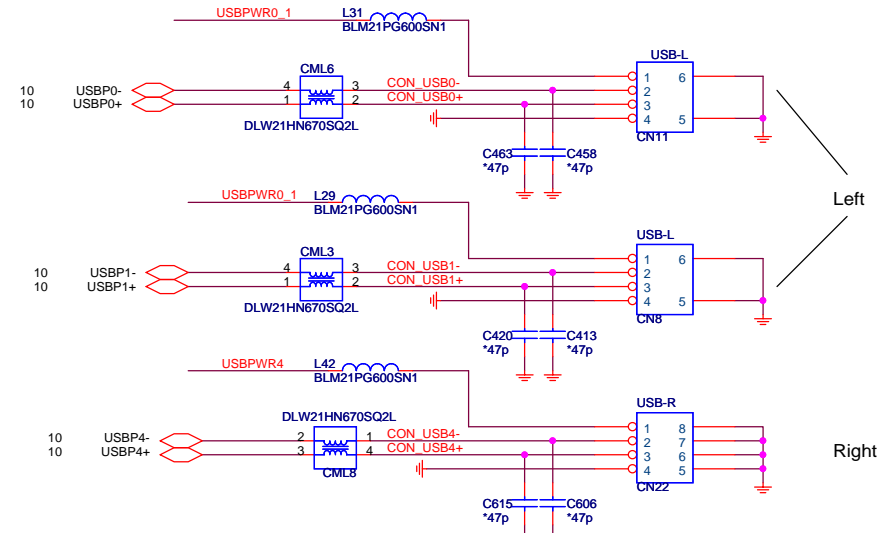 USBPWR0_1 L31
BLM21PG600SN1
USB-L
CML6
10 USBP0- 4 3 CON_USB0- 1 6
10 USBP0+ 1 2 CON_USB0+ 2
3
4 5
DLW21HN670SQ2L
CN11
C463 C458
*47p *47p
Left
USBPWR0_1 L29
BLM21PG600SN1
USB-L
CML3
10 USBP1- 4 3 CON_USB1- 1 6
10 USBP1+ 1 2 CON_USB1+ 2
3
4 5
DLW21HN670SQ2L
CN8
C420 C413
*47p *47p
USBPWR4 L42
BLM21PG600SN1
USB-R
DLW21HN670SQ2L
10 USBP4- 2 1 CON_USB4- 1 8
10 USBP4+ 3 4 CON_USB4+ 2 7
3 6
4 5
Right
CML8
CN22
C615 C606
*47p *47p